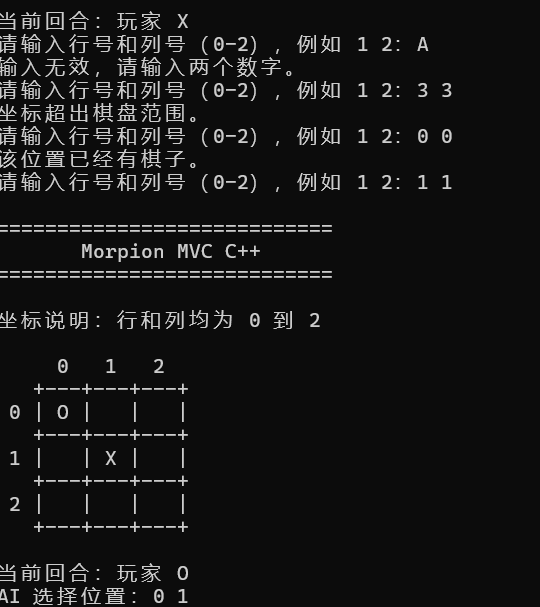 当前回合：玩家 X
请输入行号和列号（0-2），例如 1 2：A
输入无效，请输入两个数字。
请输入行号和列号（0-2），例如 1 2：3 3
坐标超出棋盘范围。
请输入行号和列号（0-2），例如 1 2：0 0
该位置已经有棋子。
请输入行号和列号（0-2），例如 1 2：1 1
============================
Morpion MVC C++
============================
坐标说明：行和列均为 0 到 2
0   1   2
+---+---+---+
0 | O |   |   |
+---+---+---+
1 |   | X |   |
+---+---+---+
2 |   |   |   |
+---+---+---+
当前回合：玩家 O
AI 选择位置：0 1